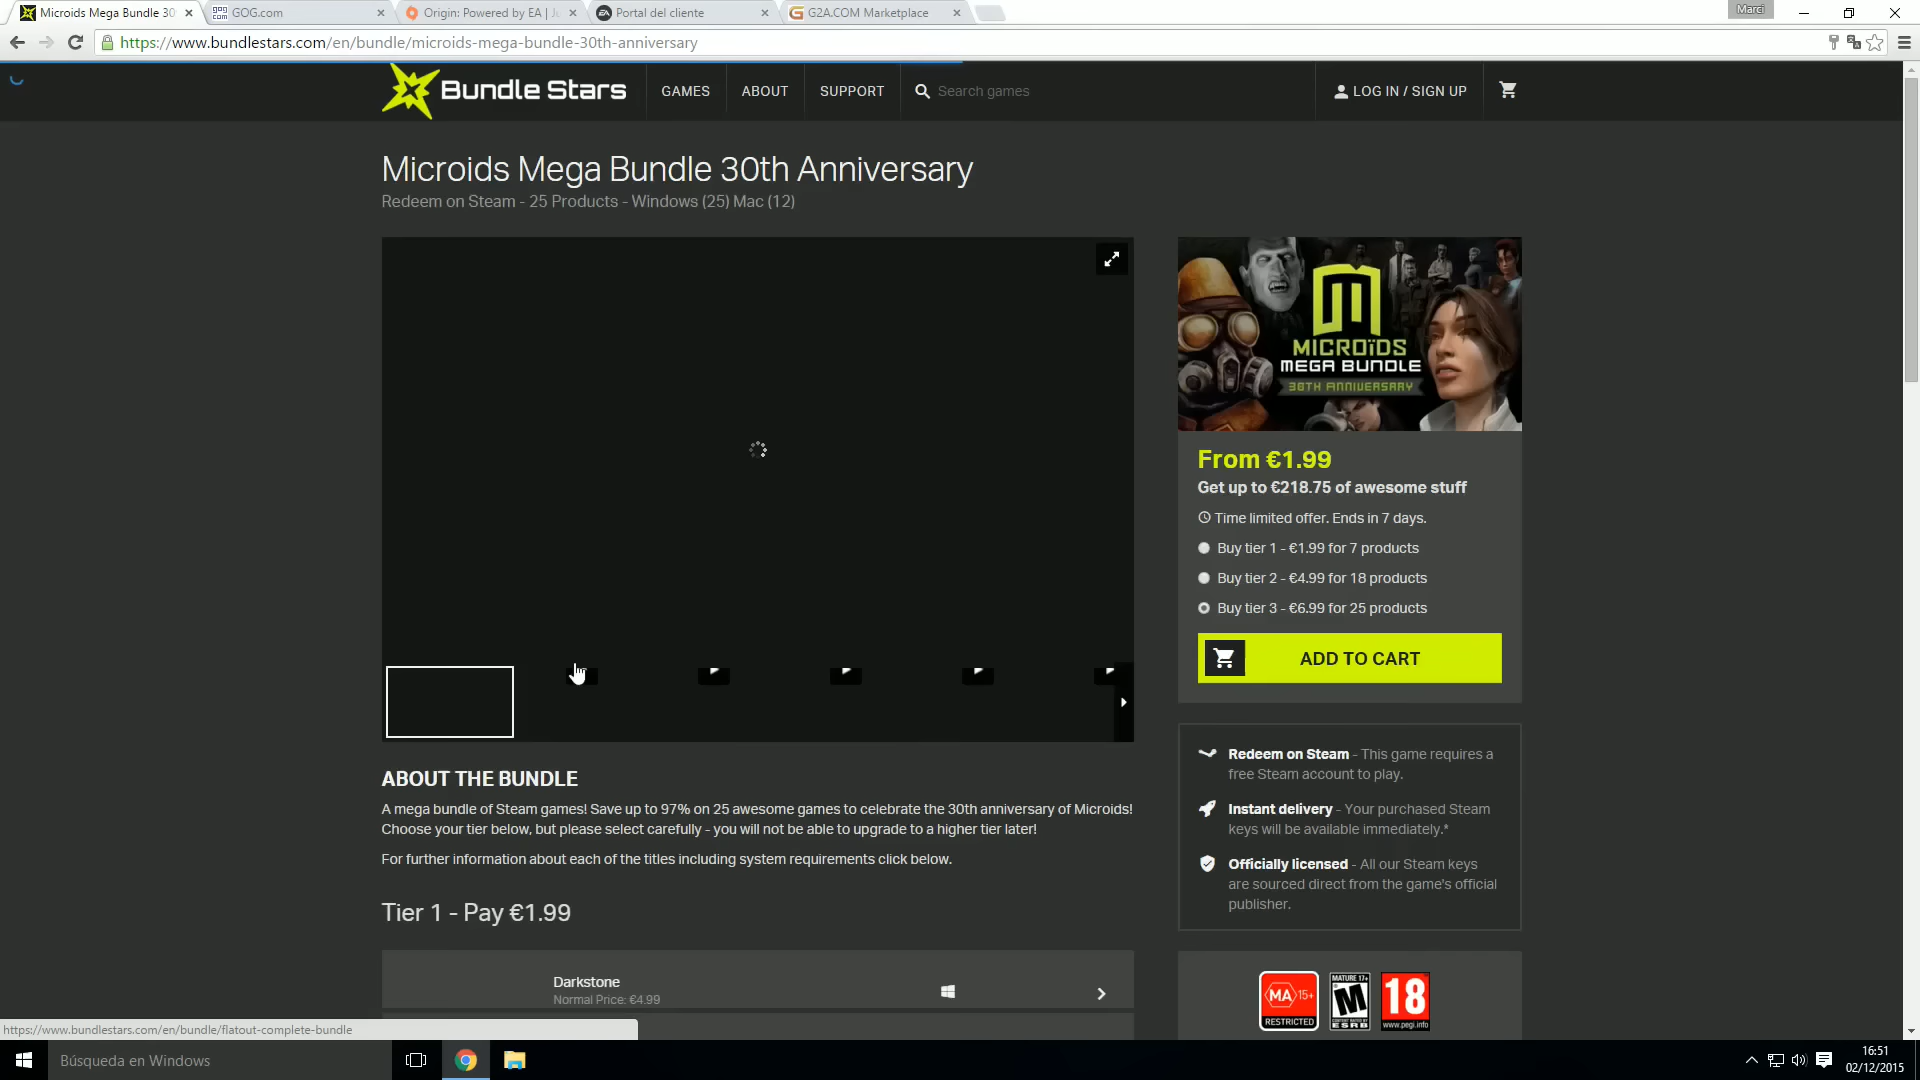 Microids Mega Bundle 30
GOG.com
Origin: Powered by EA | Ju
Portal del cliente
G2A.COM Marketplace
Marci
https://www.bundlestars.com/en/bundle/microids-mega-bundle-30th-anniversary
Bundle Stars
GAMES
ABOUT
SUPPORT
Search games
LOG IN / SIGN UP
Microids Mega Bundle 30th Anniversary
Redeem on Steam - 25 Products - Windows (25) Mac (12)
MICROÏDS
MEGA BUNDLE
30TH ANNIVERSARY
From €1.99
Get up to €218.75 of awesome stuff
Time limited offer. Ends in 7 days.
Buy tier 1 - €1.99 for 7 products
Buy tier 2 - €4.99 for 18 products
Buy tier 3 - €6.99 for 25 products
ADD TO CART
Redeem on Steam - This game requires a
free Steam account to play.
Instant delivery - Your purchased Steam
keys will be available immediately.*
Officially licensed - All our Steam keys
are sourced direct from the game's official
publisher.
ABOUT THE BUNDLE
A mega bundle of Steam games! Save up to 97% on 25 awesome games to celebrate the 30th anniversary of Microids!
Choose your tier below, but please select carefully - you will not be able to upgrade to a higher tier later!
For further information about each of the titles including system requirements click below.
Tier 1 - Pay €1.99
Darkstone
Normal Price: €4.99
MA 15+
RESTRICTED
MATURE 17+
M
ESRB
18
www.pegi.info
https://www.bundlestars.com/en/bundle/flatout-complete-bundle
Búsqueda en Windows
16:51
02/12/2015